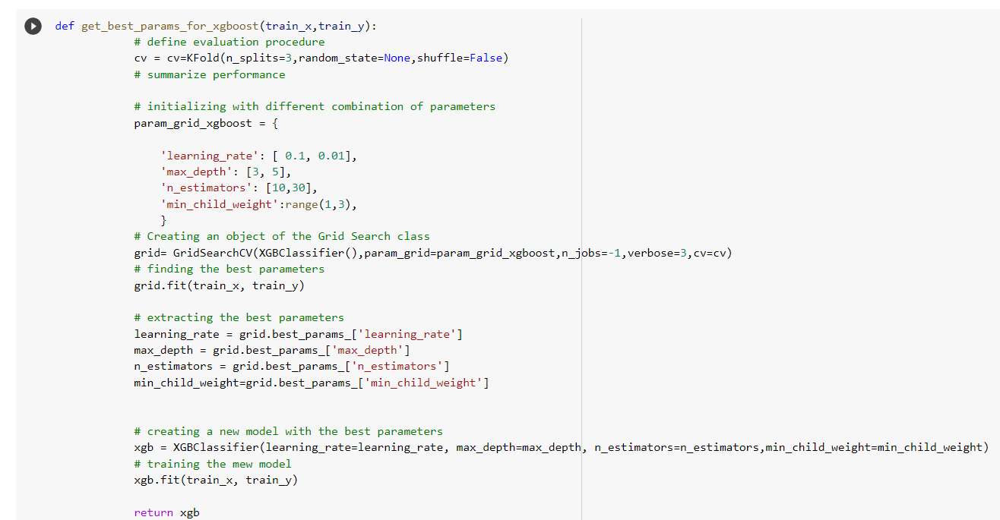 def get_best_params_for_xgboost(train_x,train_y):
# define evaluation procedure
cv = cv=KFold(n_splits=3,random_state=None,shuffle=False)
# summarize performance
# initializing with different combination of parameters
param_grid_xgboost = {
'learning_rate': [ 0.1, 0.01],
'max_depth': [3, 5],
'n_estimators': [10,30],
'min_child_weight':range(1,3),
}
# Creating an object of the Grid Search class
grid= GridSearchCV(XGBClassifier(),param_grid=param_grid_xgboost,n_jobs=-1,verbose=3,cv=cv)
# finding the best parameters
grid.fit(train_x, train_y)
# extracting the best parameters
learning_rate = grid.best_params_['learning_rate']
max_depth = grid.best_params_['max_depth']
n_estimators = grid.best_params_['n_estimators']
min_child_weight=grid.best_params_['min_child_weight']
# creating a new model with the best parameters
xgb = XGBClassifier(learning_rate=learning_rate, max_depth=max_depth, n_estimators=n_estimators,min_child_weight=min_child_weight)
# training the mew model
xgb.fit(train_x, train_y)
return xgb